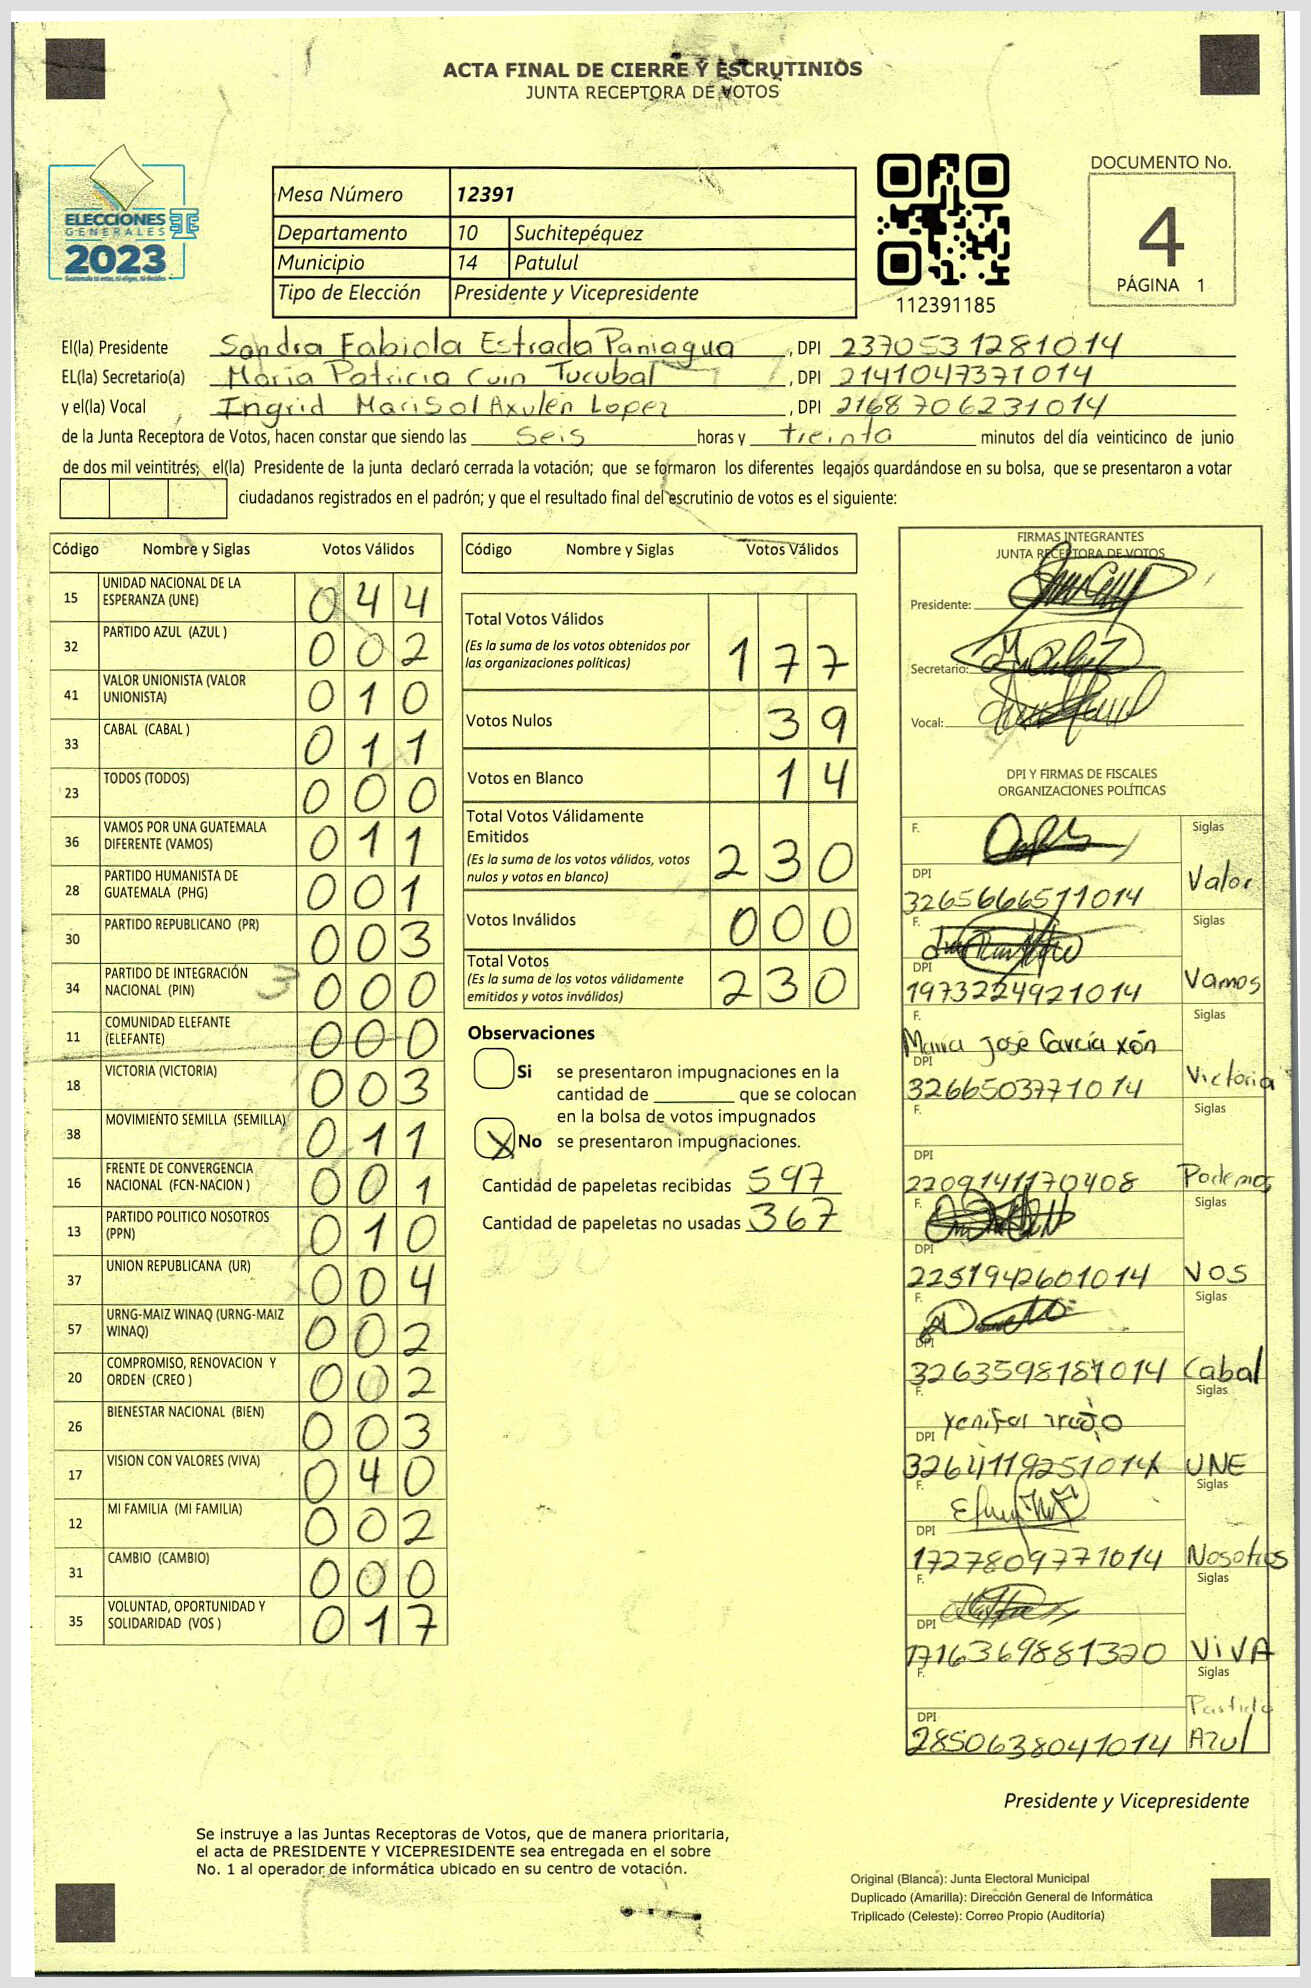 ACTA FINAL DE CIERRE Y ESCRUTINIOS
JUNTA RECEPTORA DE VOTOS
ELECCIONES
GENERALES
2023
Mesa Número 12391
Departamento 10 Suchitepéquez
Municipio 14 Patulul
Tipo de Elección Presidente y Vicepresidente
112391185
DOCUMENTO No.
4
PÁGINA 1
El(la) Presidente Sandra Fabiola Estrada Paniagua , DPI 2370531281014
EL(la) Secretario(a) Maria Patricia Cuin Tucubal , DPI 2141047371014
y el(la) Vocal Ingrid MariSol Axulén Lopez , DPI 2168706231014
de la Junta Receptora de Votos, hacen constar que siendo las seis horas y treinta minutos del día veinticinco de junio
de dos mil veintitrés; el(la) Presidente de la junta declaró cerrada la votación; que se formaron los diferentes legajos quardándose en su bolsa, que se presentaron a votar
ciudadanos registrados en el padrón; y que el resultado final del escrutinio de votos es el siguiente:
Código Nombre y Siglas Votos Válidos
15 UNIDAD NACIONAL DE LA ESPERANZA (UNE) 044
32 PARTIDO AZUL (AZUL ) 002
41 VALOR UNIONISTA (VALOR UNIONISTA) 010
33 CABAL (CABAL ) 011
23 TODOS (TODOS) 000
36 VAMOS POR UNA GUATEMALA DIFERENTE (VAMOS) 011
28 PARTIDO HUMANISTA DE GUATEMALA (PHG) 001
30 PARTIDO REPUBLICANO (PR) 003
34 PARTIDO DE INTEGRACIÓN NACIONAL (PIN) 3 000
11 COMUNIDAD ELEFANTE (ELEFANTE) 000
18 VICTORIA (VICTORIA) 003
38 MOVIMIENTO SEMILLA (SEMILLA) 011
16 FRENTE DE CONVERGENCIA NACIONAL (FCN-NACION ) 001
13 PARTIDO POLITICO NOSOTROS (PPN) 010
37 UNION REPUBLICANA (UR) 004
57 URNG-MAIZ WINAQ (URNG-MAIZ WINAQ) 002
20 COMPROMISO, RENOVACION Y ORDEN (CREO ) 002
26 BIENESTAR NACIONAL (BIEN) 003
17 VISION CON VALORES (VIVA) 040
12 MI FAMILIA (MI FAMILIA) 002
31 CAMBIO (CAMBIO) 000
35 VOLUNTAD, OPORTUNIDAD Y SOLIDARIDAD (VOS ) 017
Código Nombre y Siglas Votos Válidos
Total Votos Válidos
(Es la suma de los votos obtenidos por
las organizaciones políticas) 177
Votos Nulos 39
Votos en Blanco 14
Total Votos Válidamente
Emitidos
(Es la suma de los votos válidos, votos
nulos y votos en blanco) 230
Votos Inválidos 000
Total Votos
(Es la suma de los votos válidamente
emitidos y votos inválidos) 230
Observaciones
Si se presentaron impugnaciones en la
cantidad de ________ que se colocan
en la bolsa de votos impugnados
X No se presentaron impugnaciones.
Cantidad de papeletas recibidas 597
Cantidad de papeletas no usadas 367
FIRMAS INTEGRANTES
JUNTA RECEPTORA DE VOTOS
Presidente:
Secretario:
Vocal:
DPI Y FIRMAS DE FISCALES
ORGANIZACIONES POLÍTICAS
F. Siglas
DPI
3265666511014 Valor
F. Siglas
DPI
1973224921014 Vamos
F. Siglas
Maria José García Xón
DPI
3266503771014 Victoria
F. Siglas
DPI
2209141170408 Podemos
F. Siglas
DPI
2251942601014 VOS
F. Siglas
DPI
3263598181014 Cabal
F. Siglas
DPI
3264119251014 UNE
F. Siglas
DPI
1727809771014 Nosotros
F. Siglas
DPI
1716369881320 ViVA
F. Siglas
Partido
DPI
2850638041014 Azul
Presidente y Vicepresidente
Se instruye a las Juntas Receptoras de Votos, que de manera prioritaria,
el acta de PRESIDENTE Y VICEPRESIDENTE sea entregada en el sobre
No. 1 al operador de informática ubicado en su centro de votación.
Original (Blanca): Junta Electoral Municipal
Duplicado (Amarilla): Dirección General de Informática
Triplicado (Celeste): Correo Propio (Auditoría)